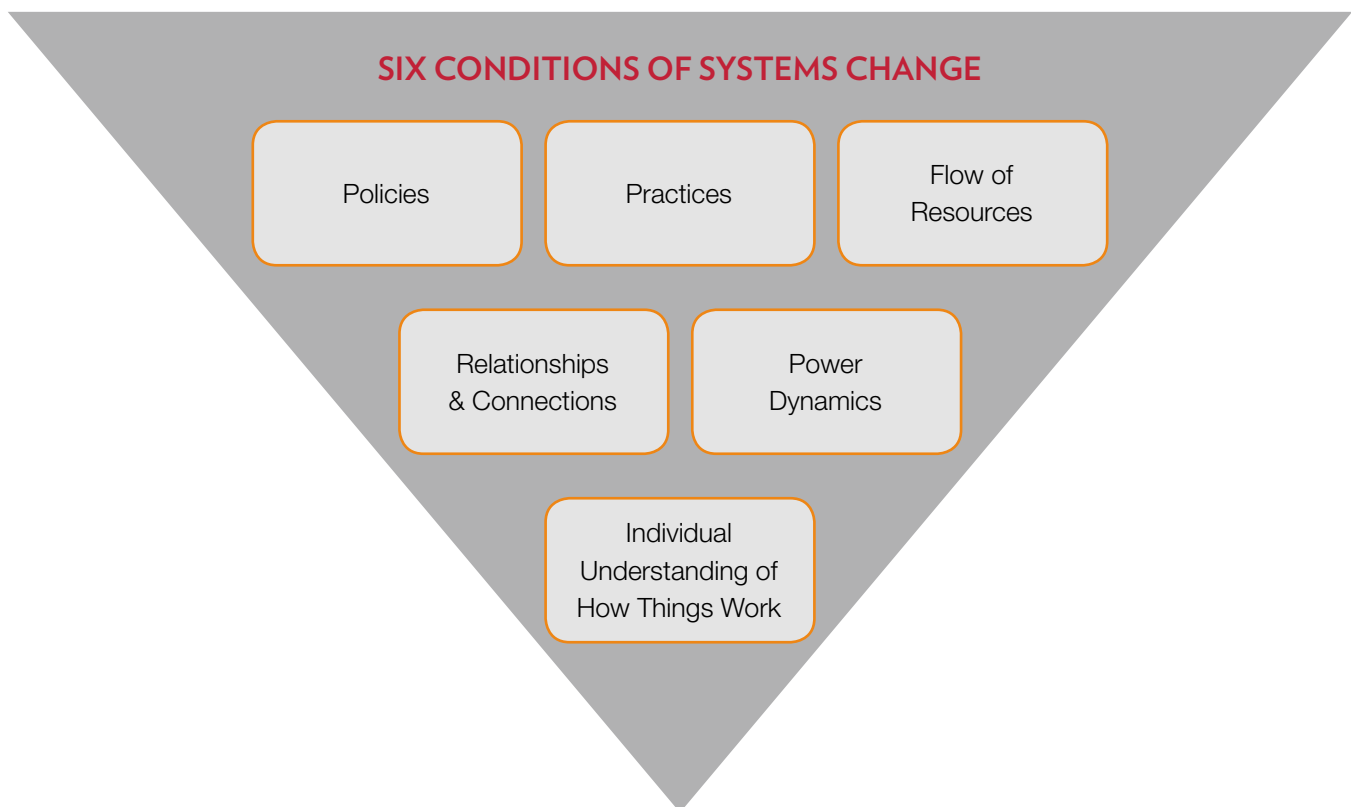 SIX CONDITIONS OF SYSTEMS CHANGE
Policies
Practices
Flow of
Resources
Relationships
& Connections
Power
Dynamics
Individual
Understanding of
How Things Work